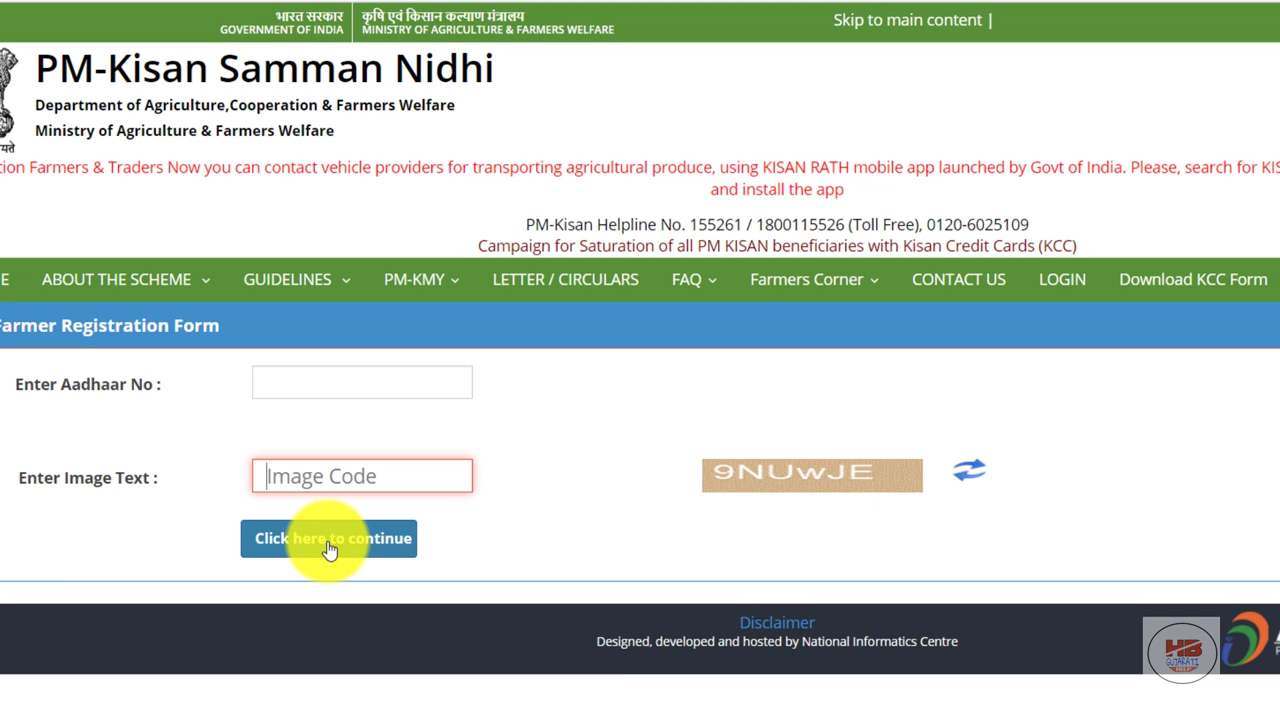 भारत सरकार
GOVERNMENT OF INDIA
कृषि एवं किसान कल्याण मंत्रालय
MINISTRY OF AGRICULTURE & FARMERS WELFARE
Skip to main content |
PM-Kisan Samman Nidhi
Department of Agriculture,Cooperation & Farmers Welfare
Ministry of Agriculture & Farmers Welfare
Farmers & Traders Now you can contact vehicle providers for transporting agricultural produce, using KISAN RATH mobile app launched by Govt of India. Please, search for
and install the app
PM-Kisan Helpline No. 155261 / 1800115526 (Toll Free), 0120-6025109
Campaign for Saturation of all PM KISAN beneficiaries with Kisan Credit Cards (KCC)
ABOUT THE SCHEME GUIDELINES PM-KMY LETTER / CIRCULARS FAQ Farmers Corner CONTACT US LOGIN Download KCC Form
Farmer Registration Form
Enter Aadhaar No :
Enter Image Text :
Image Code
9NUwJE
Click here to continue
Disclaimer
Designed, developed and hosted by National Informatics Centre
HB
GUJARATI
HELP